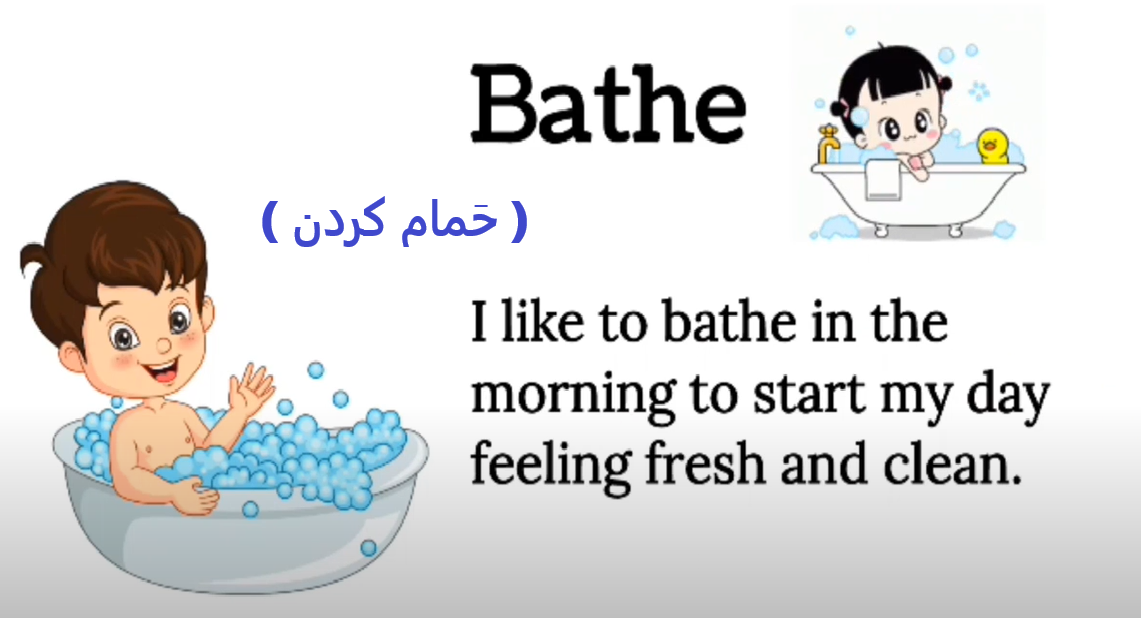 Bathe
( حَمام کردن )
I like to bathe in the
morning to start my day
feeling fresh and clean.